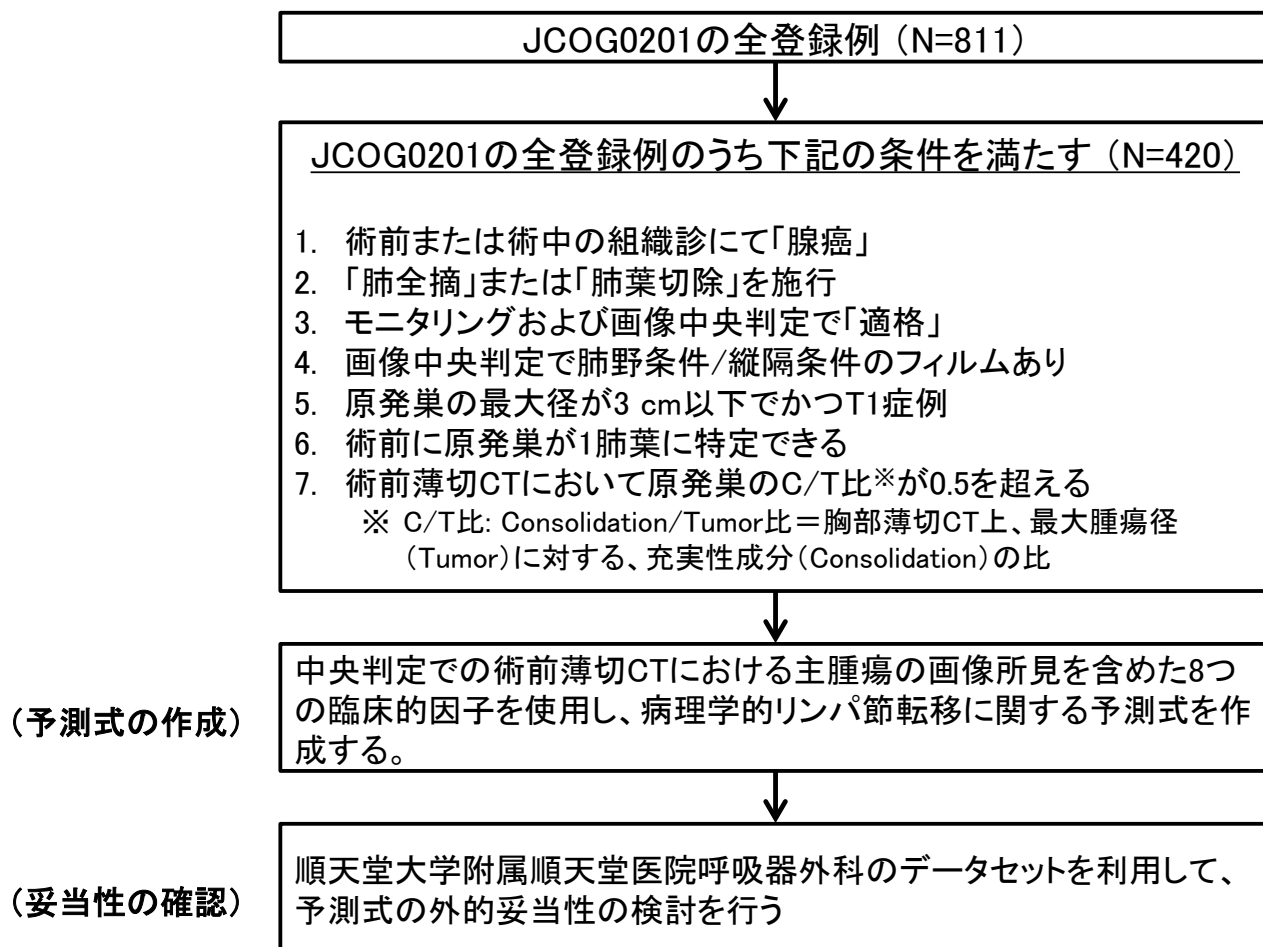 JCOG0201の全登録例（N=811）
JCOG0201の全登録例のうち下記の条件を満たす（N=420）
1. 術前または術中の組織診にて「腺癌」
2. 「肺全摘」または「肺葉切除」を施行
3. モニタリングおよび画像中央判定で「適格」
4. 画像中央判定で肺野条件/縦隔条件のフィルムあり
5. 原発巣の最大径が3 cm以下でかつT1症例
6. 術前に原発巣が1肺葉に特定できる
7. 術前薄切CTにおいて原発巣のC/T比※が0.5を超える
※ C/T比: Consolidation/Tumor比＝胸部薄切CT上、最大腫瘍径
（Tumor）に対する、充実性成分（Consolidation）の比
（予測式の作成）
中央判定での術前薄切CTにおける主腫瘍の画像所見を含めた8つ
の臨床的因子を使用し、病理学的リンパ節転移に関する予測式を作
成する。
（妥当性の確認）
順天堂大学附属順天堂医院呼吸器外科のデータセットを利用して、
予測式の外的妥当性の検討を行う